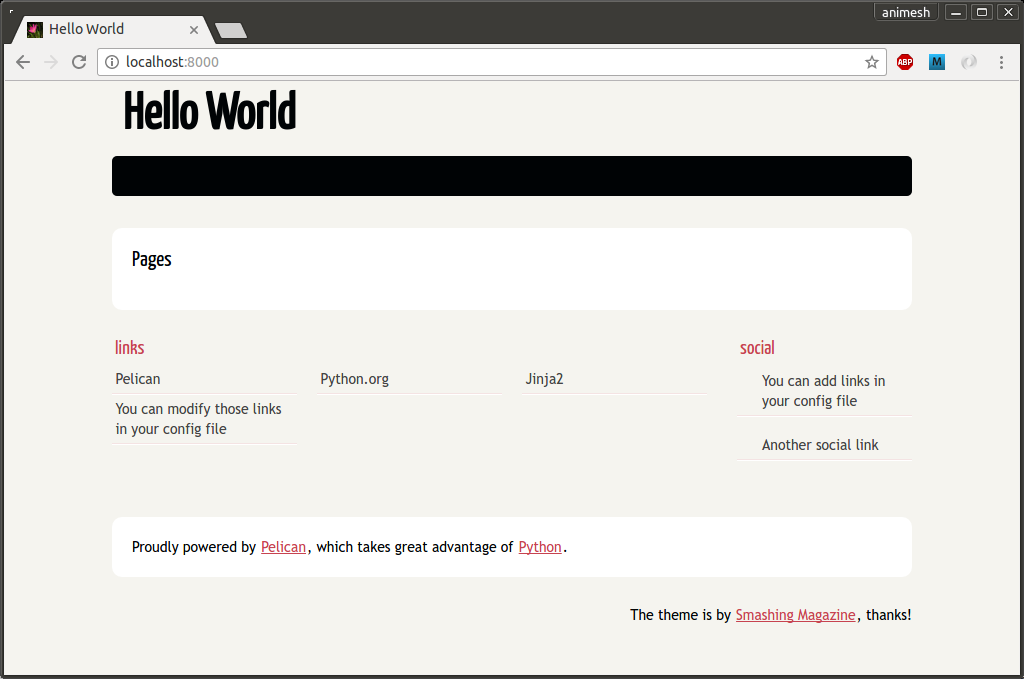 animesh
Hello World
localhost:8000
ABP
M
Hello World
Pages
links
social
Pelican
Python.org
Jinja2
You can modify those links
in your config file
You can add links in
your config file
Another social link
Proudly powered by Pelican, which takes great advantage of Python.
The theme is by Smashing Magazine, thanks!